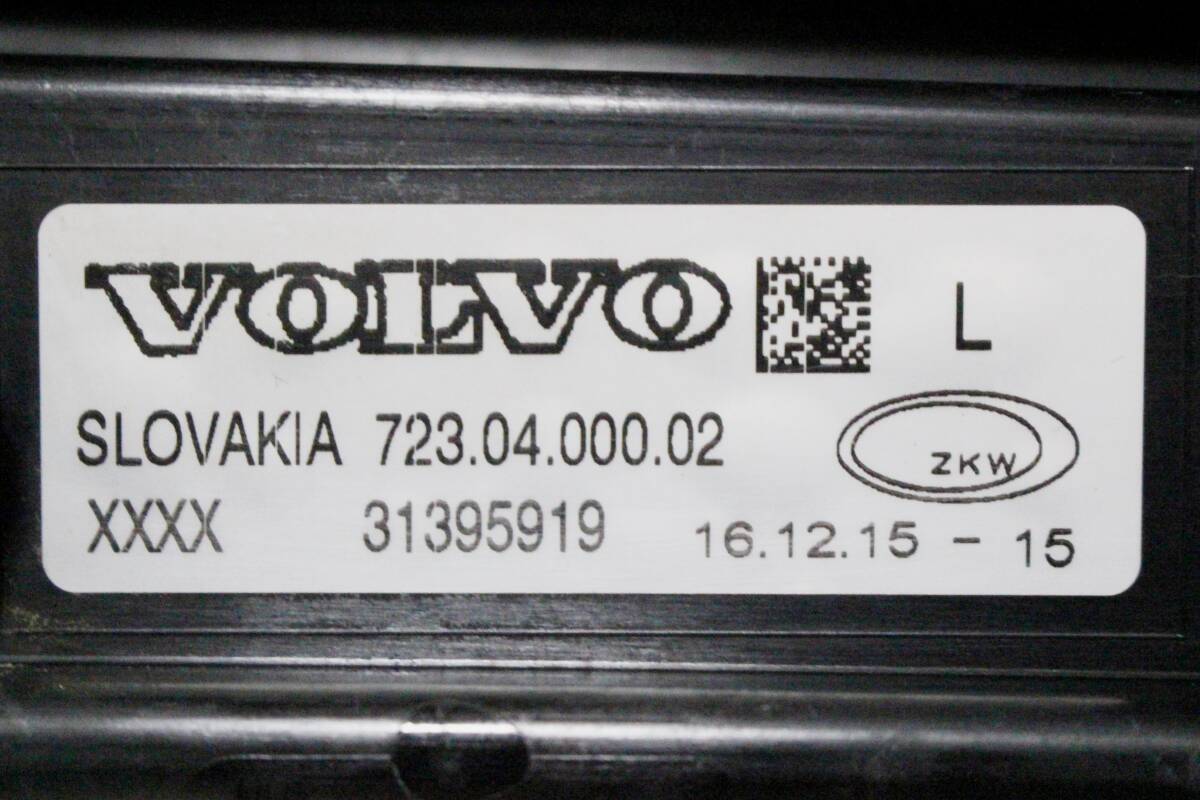 VOLVO L
SLOVAKIA 723.04.000.02
ZKW
XXXX 31395919 16.12.15 - 15